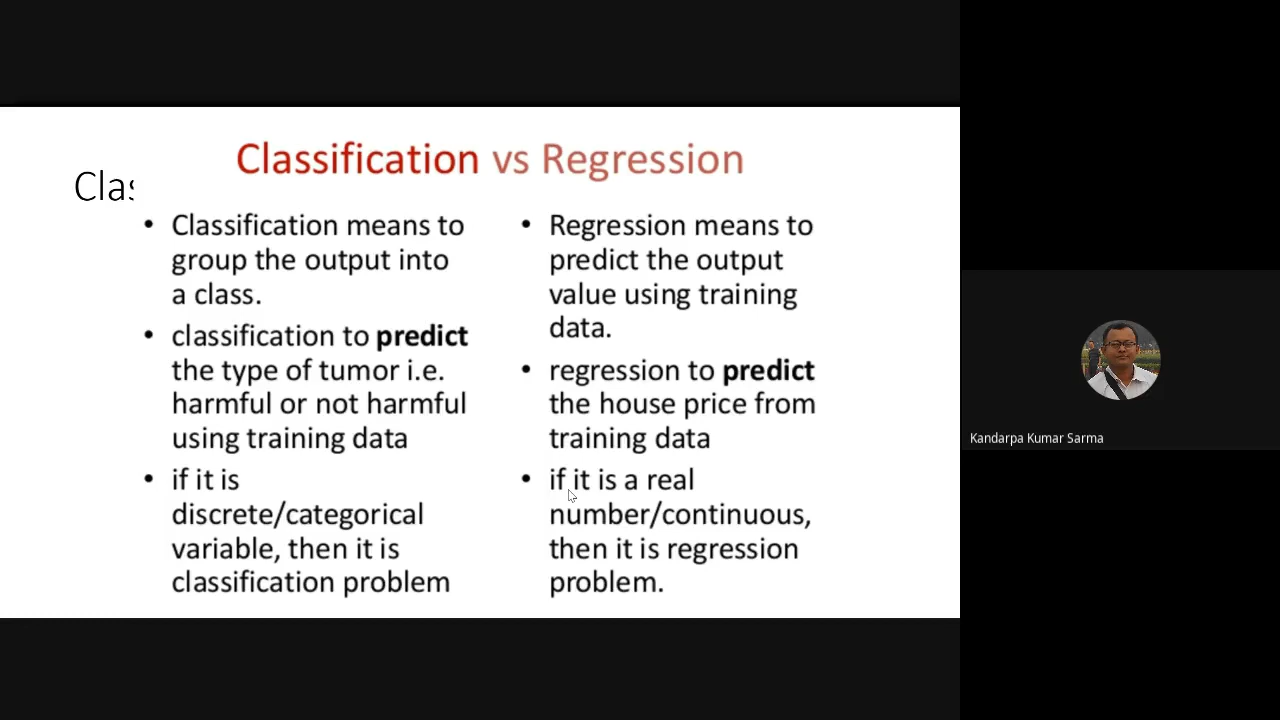 Classification vs Regression
Clas
• Classification means to
group the output into
a class.
• classification to predict
the type of tumor i.e.
harmful or not harmful
using training data
• if it is
discrete/categorical
variable, then it is
classification problem
• Regression means to
predict the output
value using training
data.
• regression to predict
the house price from
training data
• if it is a real
number/continuous,
then it is regression
problem.
Kandarpa Kumar Sarma